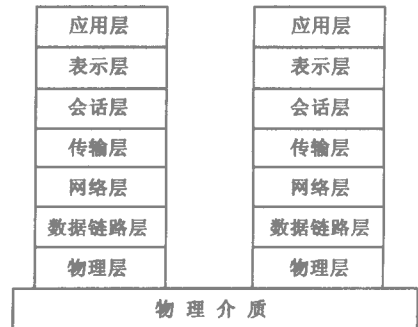 应用层 应用层
表示层 表示层
会话层 会话层
传输层 传输层
网络层 网络层
数据链路层 数据链路层
物理层 物理层
物理介质